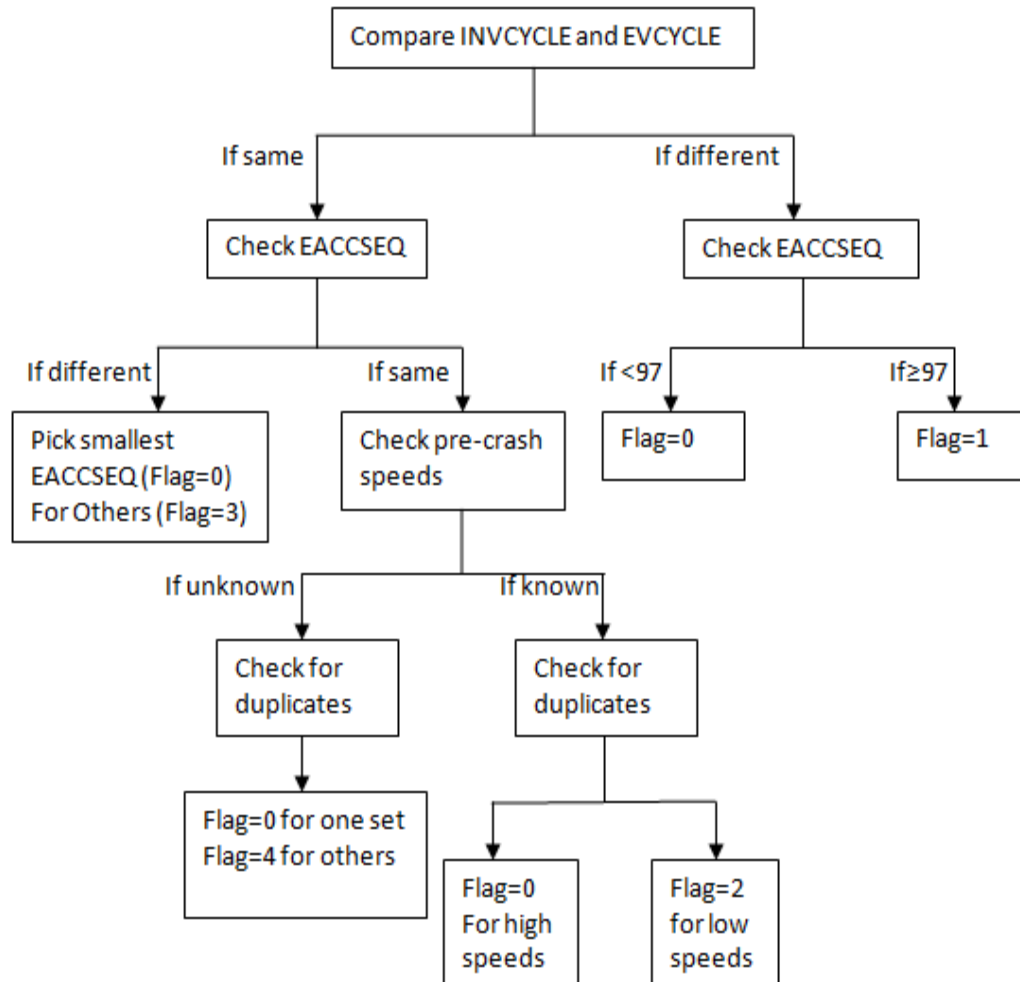 Compare INVCYCLE and EVCYCLE
If same
If different
Check EACCSEQ
Check EACCSEQ
If different
If same
If <97
If≥97
Pick smallest
EACCSEQ (Flag=0)
For Others (Flag=3)
Check pre-crash
speeds
Flag=0
Flag=1
If unknown
If known
Check for
duplicates
Check for
duplicates
Flag=0 for one set
Flag=4 for others
Flag=0
For high
speeds
Flag=2
for low
speeds